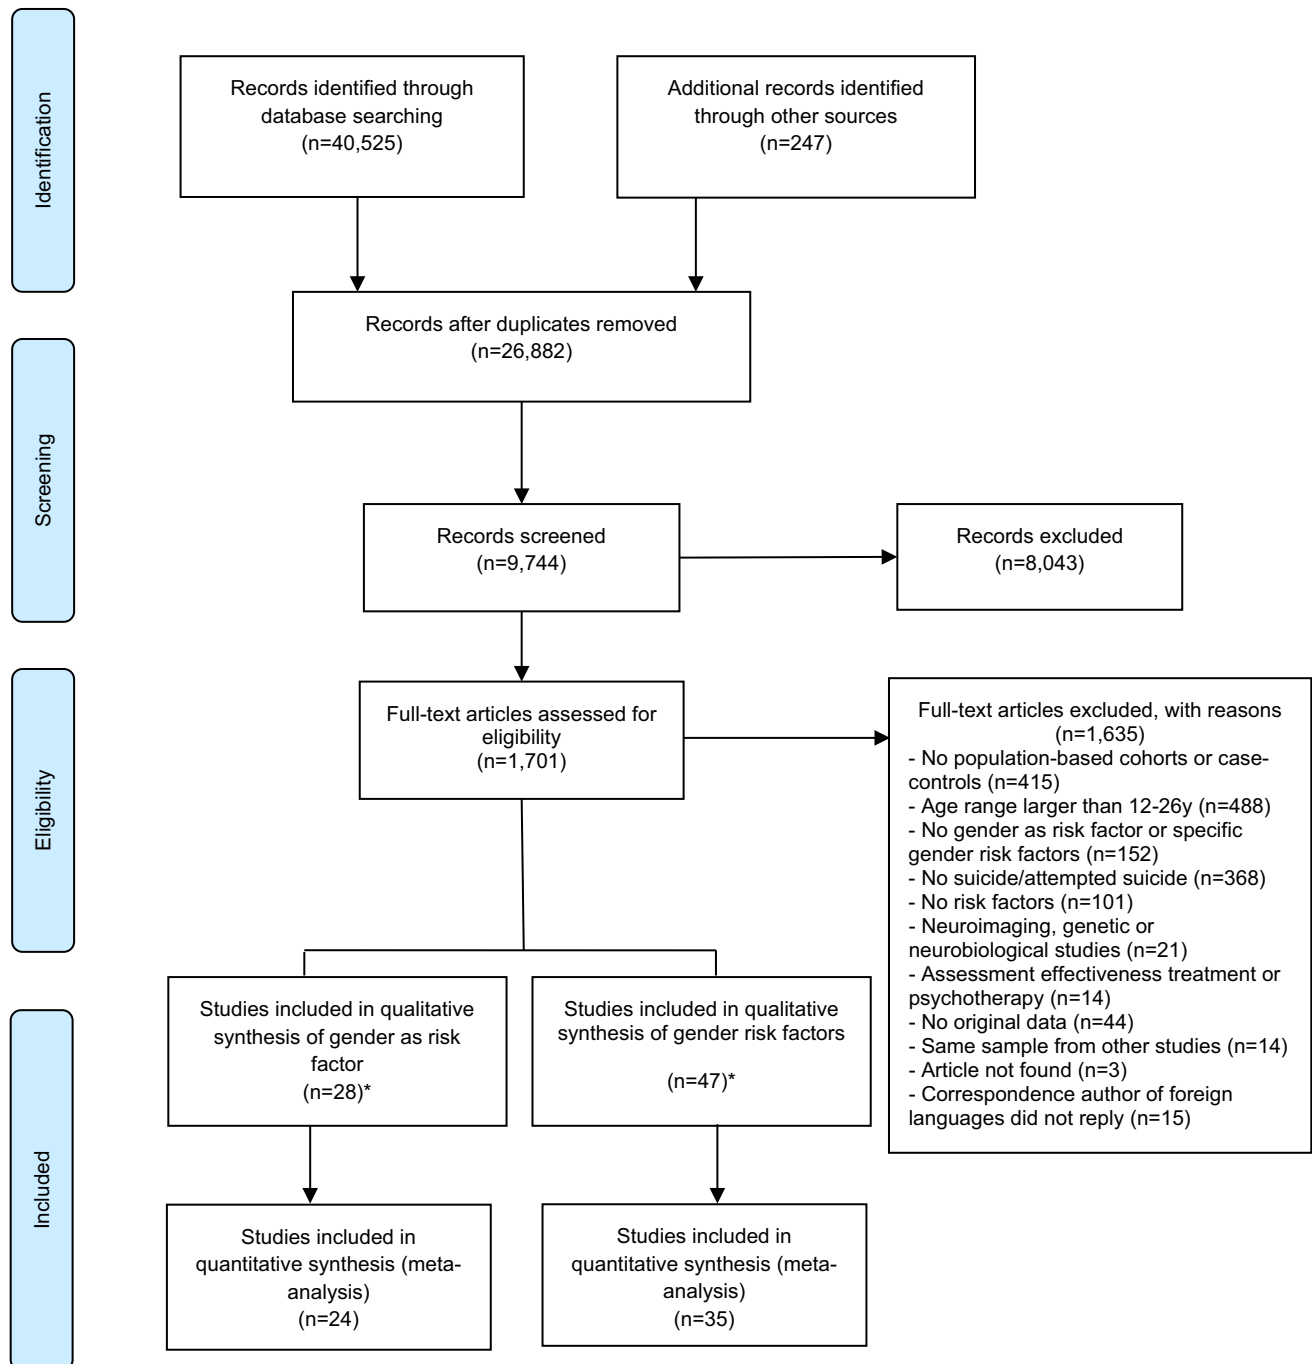 Identification
Records identified through
database searching
(n=40,525)
Additional records identified
through other sources
(n=247)
Records after duplicates removed
(n=26,882)
Screening
Records screened
(n=9,744)
Records excluded
(n=8,043)
Eligibility
Full-text articles assessed for
eligibility
(n=1,701)
Full-text articles excluded, with reasons
(n=1,635)
- No population-based cohorts or case-
controls (n=415)
- Age range larger than 12-26y (n=488)
- No gender as risk factor or specific
gender risk factors (n=152)
- No suicide/attempted suicide (n=368)
- No risk factors (n=101)
- Neuroimaging, genetic or
neurobiological studies (n=21)
- Assessment effectiveness treatment or
psychotherapy (n=14)
- No original data (n=44)
- Same sample from other studies (n=14)
- Article not found (n=3)
- Correspondence author of foreign
languages did not reply (n=15)
Studies included in qualitative
synthesis of gender as risk
factor
(n=28)*
Studies included in qualitative
synthesis of gender risk factors
(n=47)*
Included
Studies included in
quantitative synthesis (meta-
analysis)
(n=24)
Studies included in
quantitative synthesis (meta-
analysis)
(n=35)